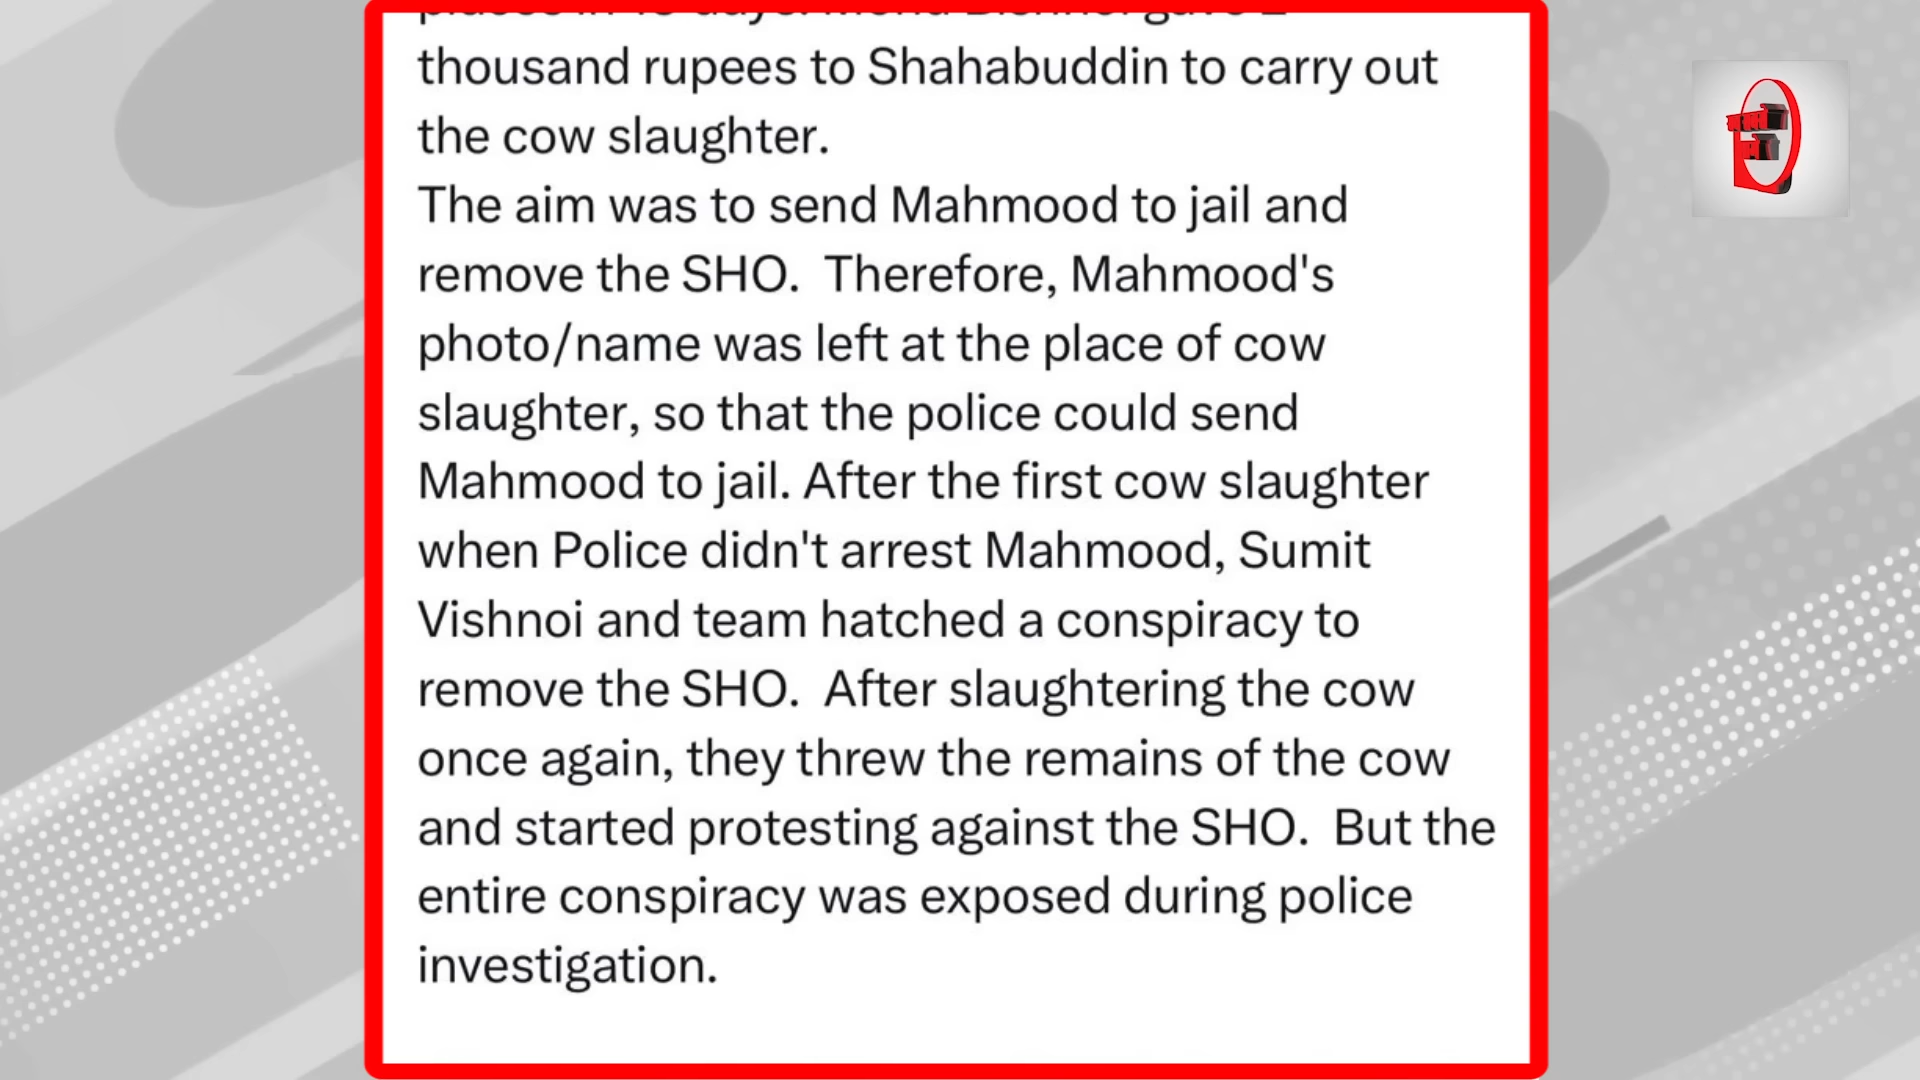 thousand rupees to Shahabuddin to carry out
the cow slaughter.
The aim was to send Mahmood to jail and
remove the SHO.  Therefore, Mahmood's
photo/name was left at the place of cow
slaughter, so that the police could send
Mahmood to jail. After the first cow slaughter
when Police didn't arrest Mahmood, Sumit
Vishnoi and team hatched a conspiracy to
remove the SHO.  After slaughtering the cow
once again, they threw the remains of the cow
and started protesting against the SHO.  But the
entire conspiracy was exposed during police
investigation.